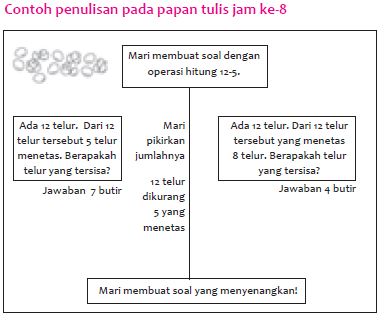 Contoh penulisan pada papan tulis jam ke-8
Mari membuat soal dengan
operasi hitung 12-5.
Ada 12 telur. Dari 12
telur tersebut 5 telur
menetas. Berapakah
telur yang tersisa?
Jawaban 7 butir
Mari
pikirkan
jumlahnya
12 telur
dikurang
5 yang
menetas
Ada 12 telur. Dari 12 telur
tersebut yang menetas
8 telur. Berapakah telur
yang tersisa?
Jawaban 4 butir
Mari membuat soal yang menyenangkan!